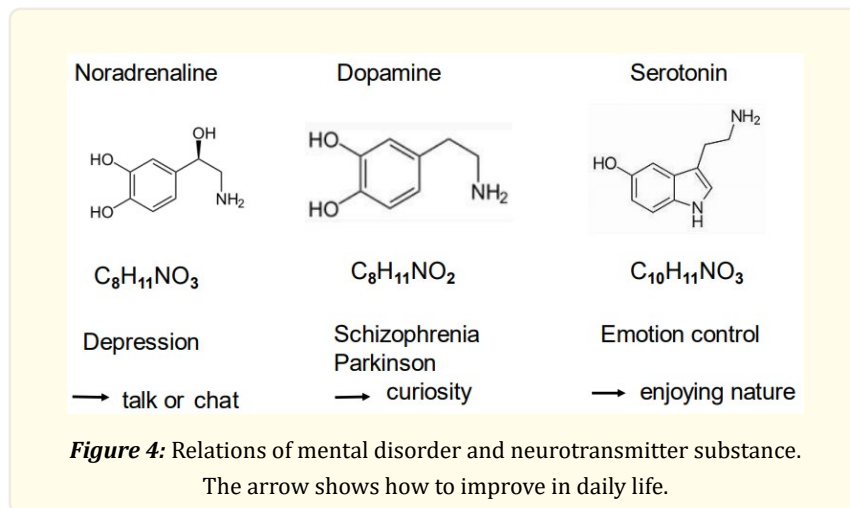 Noradrenaline Dopamine Serotonin
OH
HO
HO
NH₂
HO
HO
NH₂
NH₂
HO
N
H
C₈H₁₁NO₃ C₈H₁₁NO₂ C₁₀H₁₁NO₃
Depression
→ talk or chat
Schizophrenia
Parkinson
→ curiosity
Emotion control
→ enjoying nature
Figure 4: Relations of mental disorder and neurotransmitter substance.
The arrow shows how to improve in daily life.